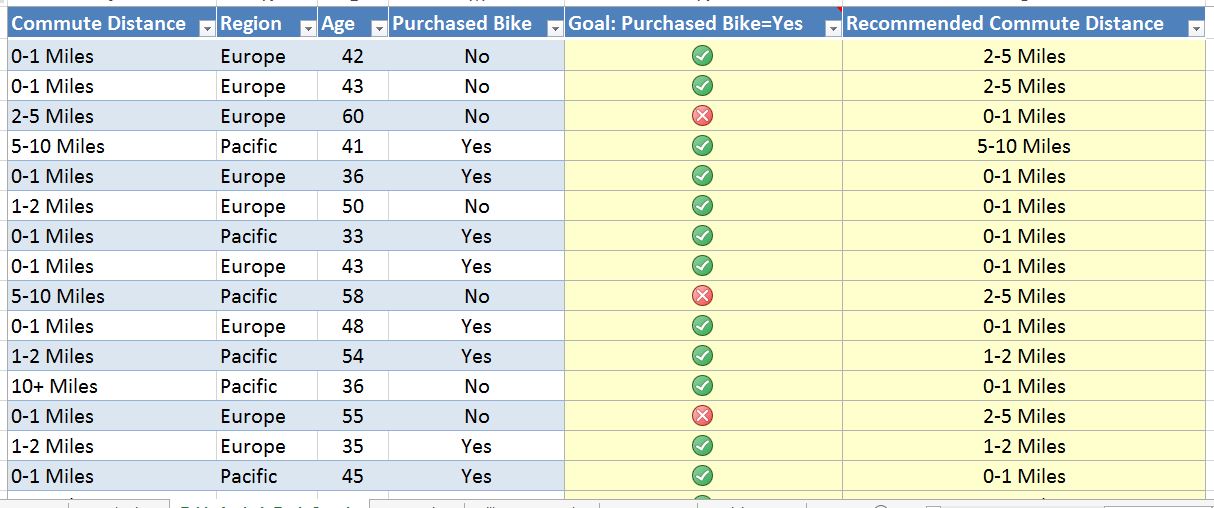 Commute Distance Region Age Purchased Bike Goal: Purchased Bike=Yes Recommended Commute Distance
0-1 Miles Europe 42 No 2-5 Miles
0-1 Miles Europe 43 No 2-5 Miles
2-5 Miles Europe 60 No 0-1 Miles
5-10 Miles Pacific 41 Yes 5-10 Miles
0-1 Miles Europe 36 Yes 0-1 Miles
1-2 Miles Europe 50 No 0-1 Miles
0-1 Miles Pacific 33 Yes 0-1 Miles
0-1 Miles Europe 43 Yes 0-1 Miles
5-10 Miles Pacific 58 No 2-5 Miles
0-1 Miles Europe 48 Yes 0-1 Miles
1-2 Miles Pacific 54 Yes 1-2 Miles
10+ Miles Pacific 36 No 0-1 Miles
0-1 Miles Europe 55 No 2-5 Miles
1-2 Miles Europe 35 Yes 1-2 Miles
0-1 Miles Pacific 45 Yes 0-1 Miles